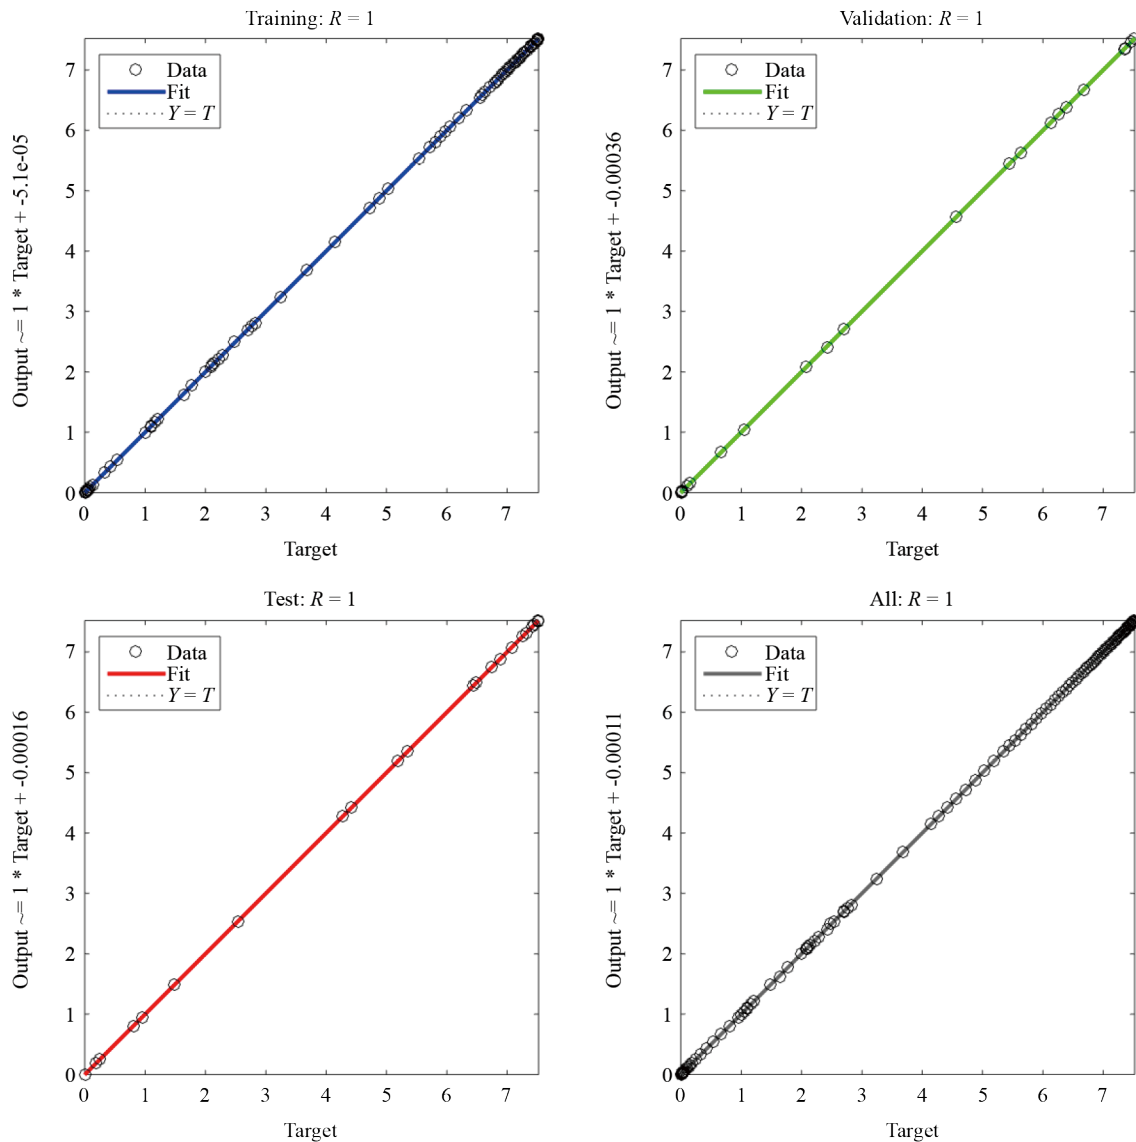 Training: R = 1
Output ~= 1 * Target + -5.1e-05
Data
Fit
Y = T
7
6
5
4
3
2
1
0
0 1 2 3 4 5 6 7
Target
Validation: R = 1
Output ~= 1 * Target + -0.00036
Data
Fit
Y = T
7
6
5
4
3
2
1
0
0 1 2 3 4 5 6 7
Target
Test: R = 1
Output ~= 1 * Target + -0.00016
Data
Fit
Y = T
7
6
5
4
3
2
1
0
0 1 2 3 4 5 6 7
Target
All: R = 1
Output ~= 1 * Target + -0.00011
Data
Fit
Y = T
7
6
5
4
3
2
1
0
0 1 2 3 4 5 6 7
Target